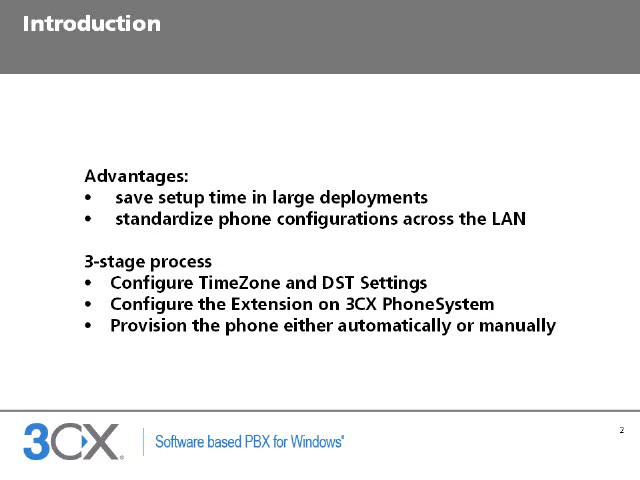 Introduction
Advantages:
• save setup time in large deployments
• standardize phone configurations across the LAN
3-stage process
• Configure TimeZone and DST Settings
• Configure the Extension on 3CX PhoneSystem
• Provision the phone either automatically or manually
2
3CX® Software based PBX for Windows®